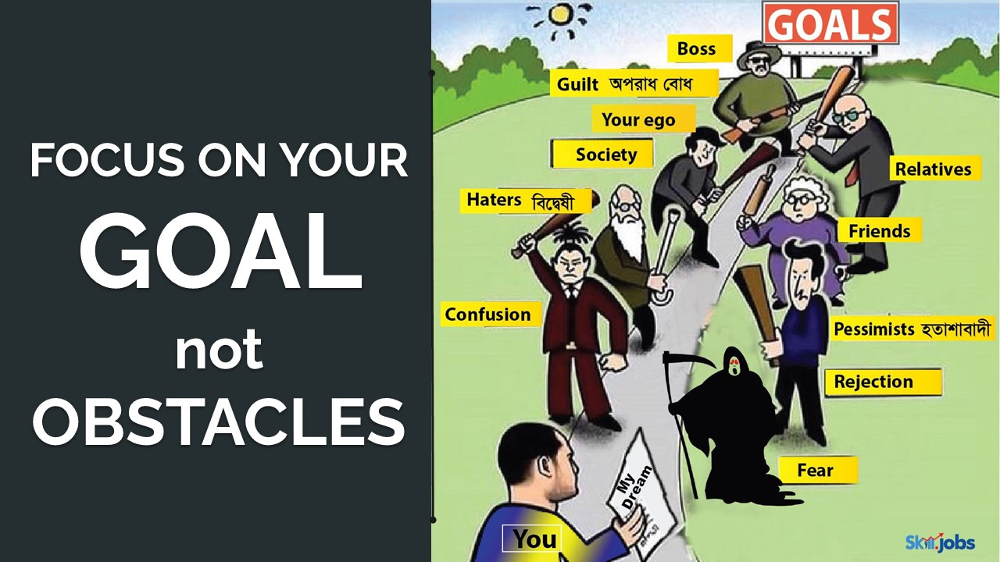 FOCUS ON YOUR
GOAL
not
OBSTACLES
GOALS
Boss
Guilt অপরাধ বোধ
Your ego
Society
Relatives
Haters বিদ্বেষী
Friends
Confusion
Pessimists হতাশাবাদী
Rejection
Fear
My
Dream
You
Skill.jobs